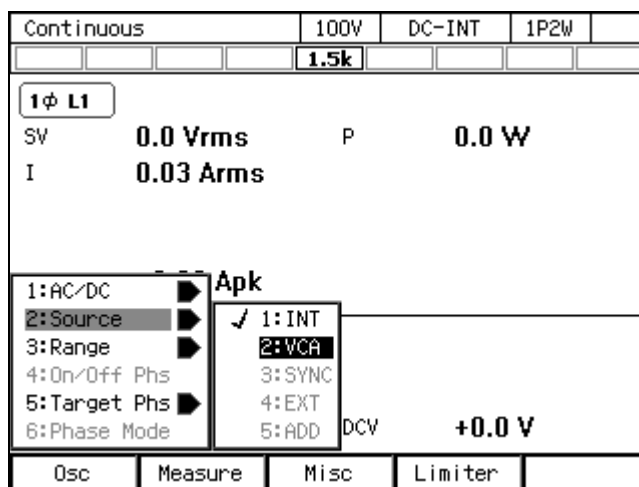 Continuous 100V DC-INT 1P2W
1.5k
1ϕ L1
SV 0.0 Vrms P 0.0 W
I 0.03 Arms
Apk
1:AC/DC
2:Source
3:Range
4:On/Off Phs
5:Target Phs
6:Phase Mode
✓ 1:INT
2:VCA
3:SYNC
4:EXT
5:ADD
DCV +0.0 V
Osc Measure Misc Limiter